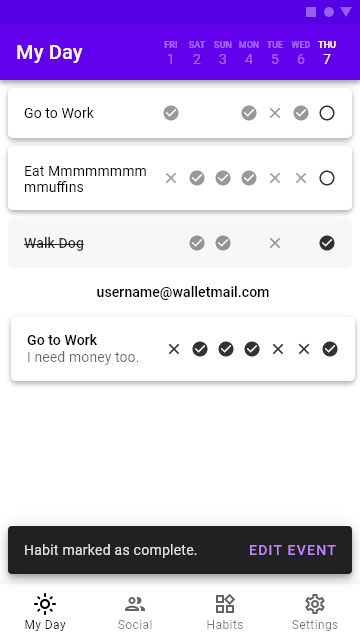 My Day
FRI SAT SUN MON TUE WED THU
1 2 3 4 5 6 7
Go to Work
Eat Mmmmmmmm
mmuffins
Walk Dog
username@walletmail.com
Go to Work
I need money too.
Habit marked as complete. EDIT EVENT
My Day Social Habits Settings